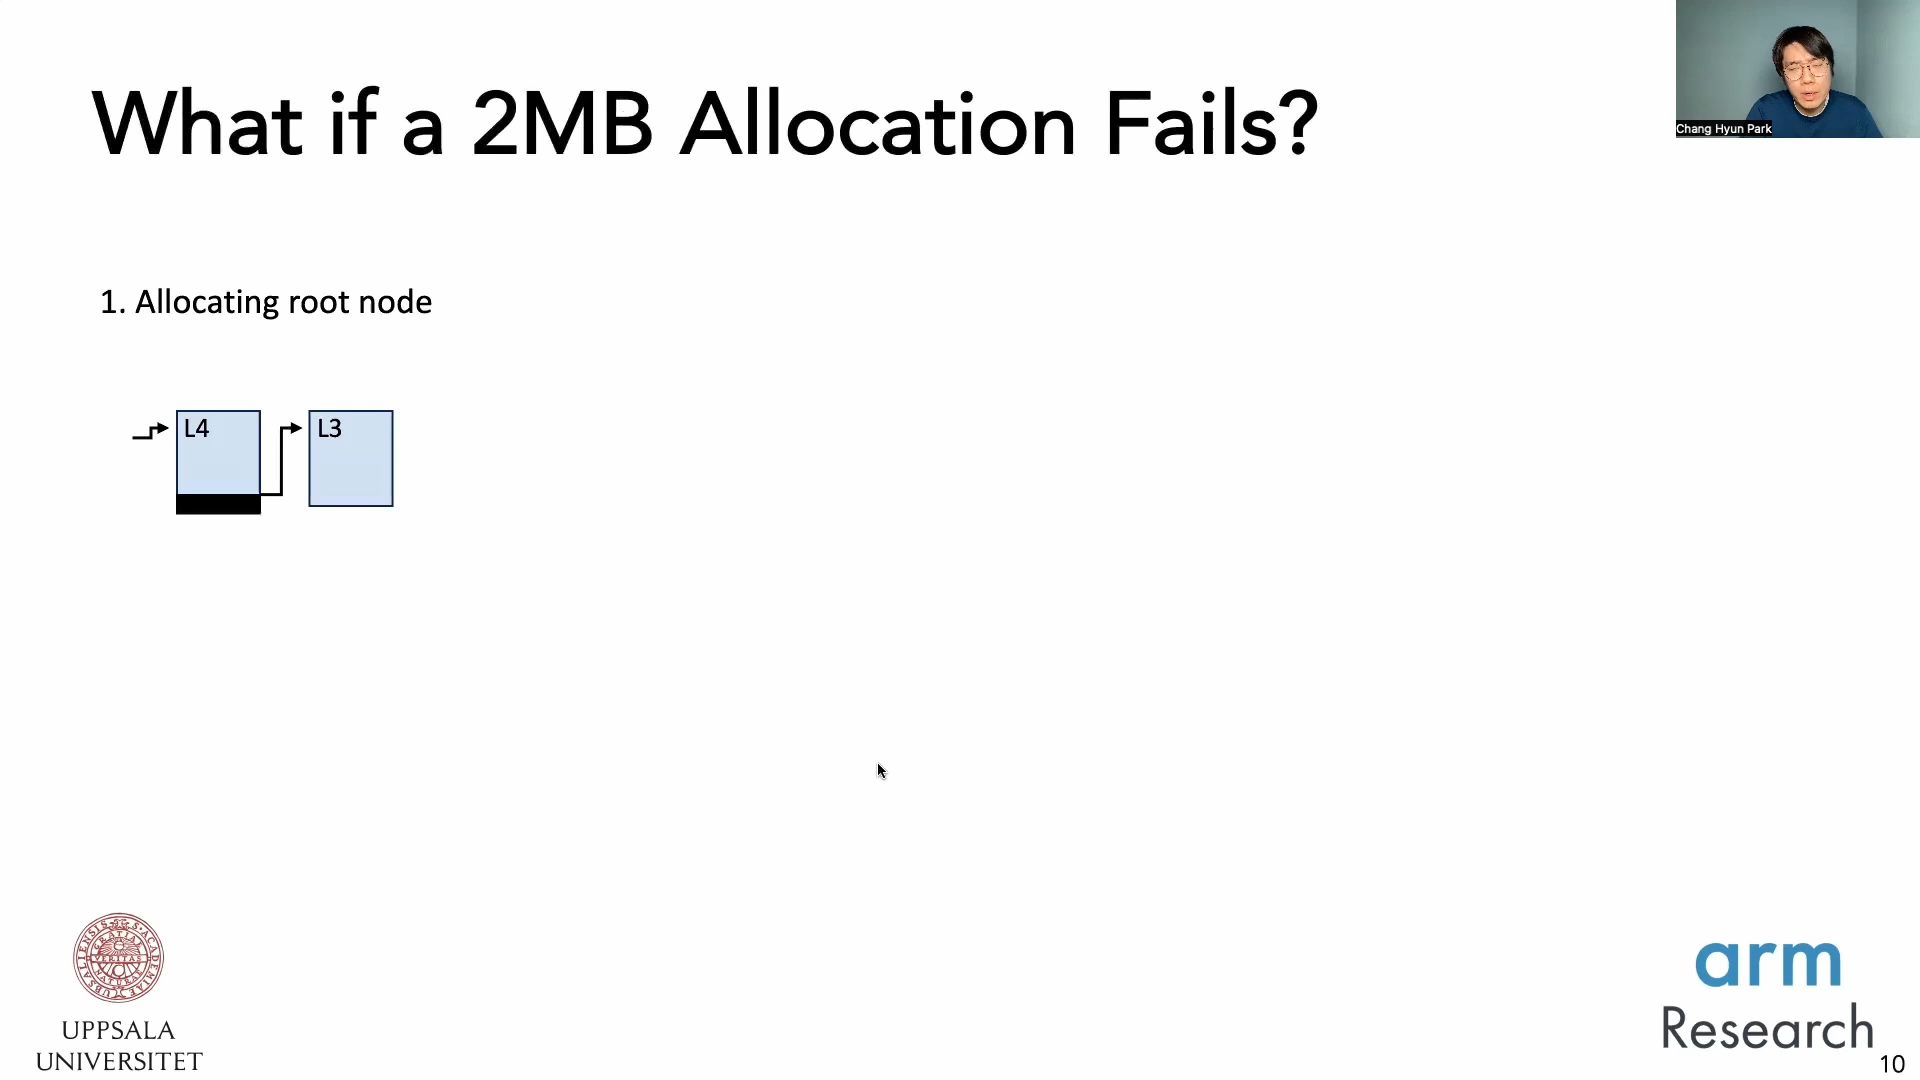 What if a 2MB Allocation Fails?
Chang Hyun Park
1. Allocating root node
L4
L3
UPPSALA
UNIVERSITET
arm
Research
10